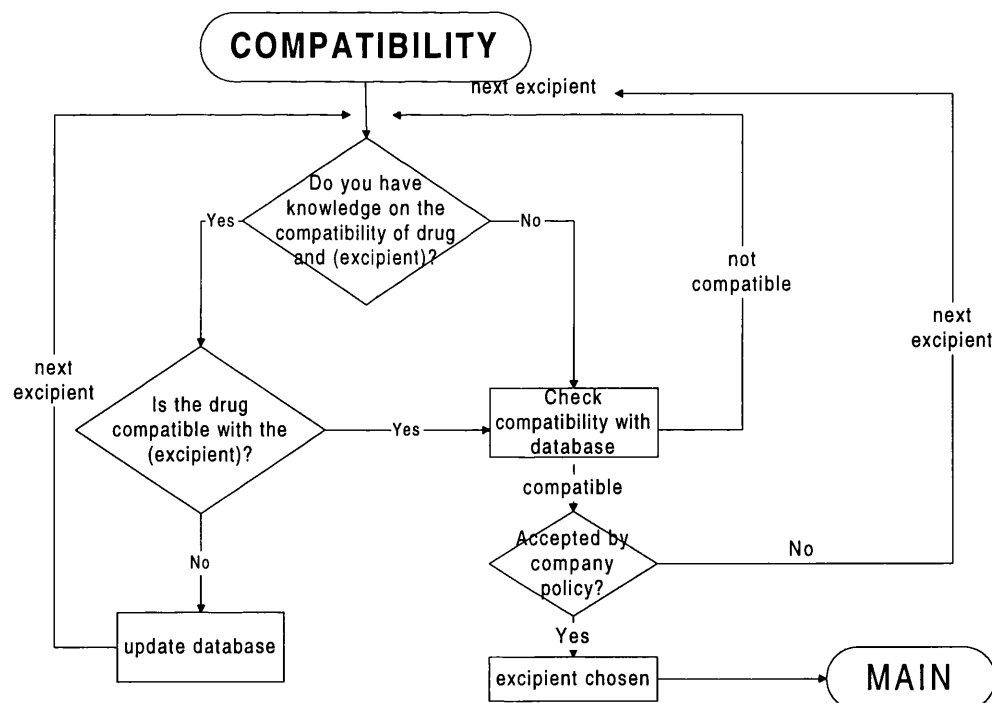 COMPATIBILITY
next excipient
Do you have
knowledge on the
compatibility of drug
and (excipient)?
Yes
No
not
compatible
next
excipient
next
excipient
Is the drug
compatible with the
(excipient)?
Yes
Check
compatibility with
database
compatible
No
Accepted by
company
policy?
No
Yes
update database
excipient chosen
MAIN